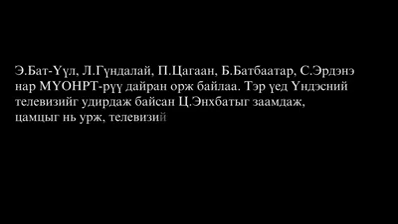 Э.Бат-Үүл, Л.Гүндалай, П.Цагаан, Б.Батбаатар, С.Эрдэнэ
нар МҮОНРТ-рүү дайран орж байлаа. Тэр үед Үндэсний
телевизийг удирдаж байсан Ц.Энхбатыг заамдаж,
цамцыг нь урж, телевизий